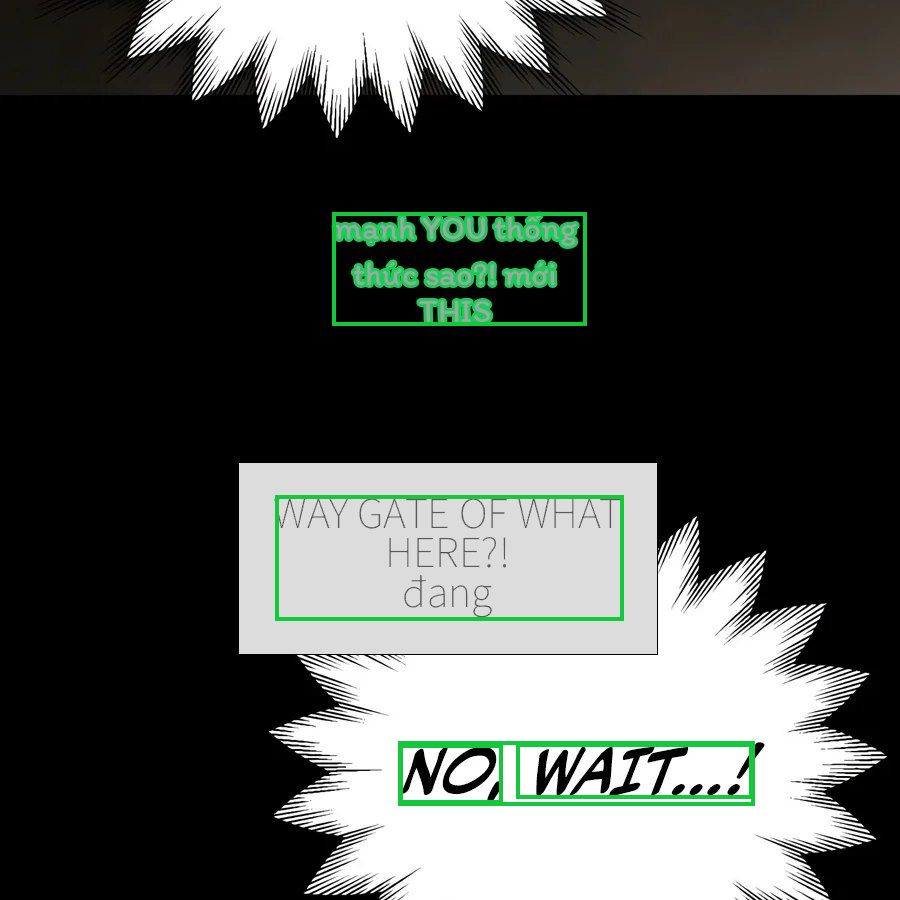 mạnh YOU thống
thức sao?! mới
THIS
WAY GATE OF WHAT
HERE?!
đang
NO, WAIT...!